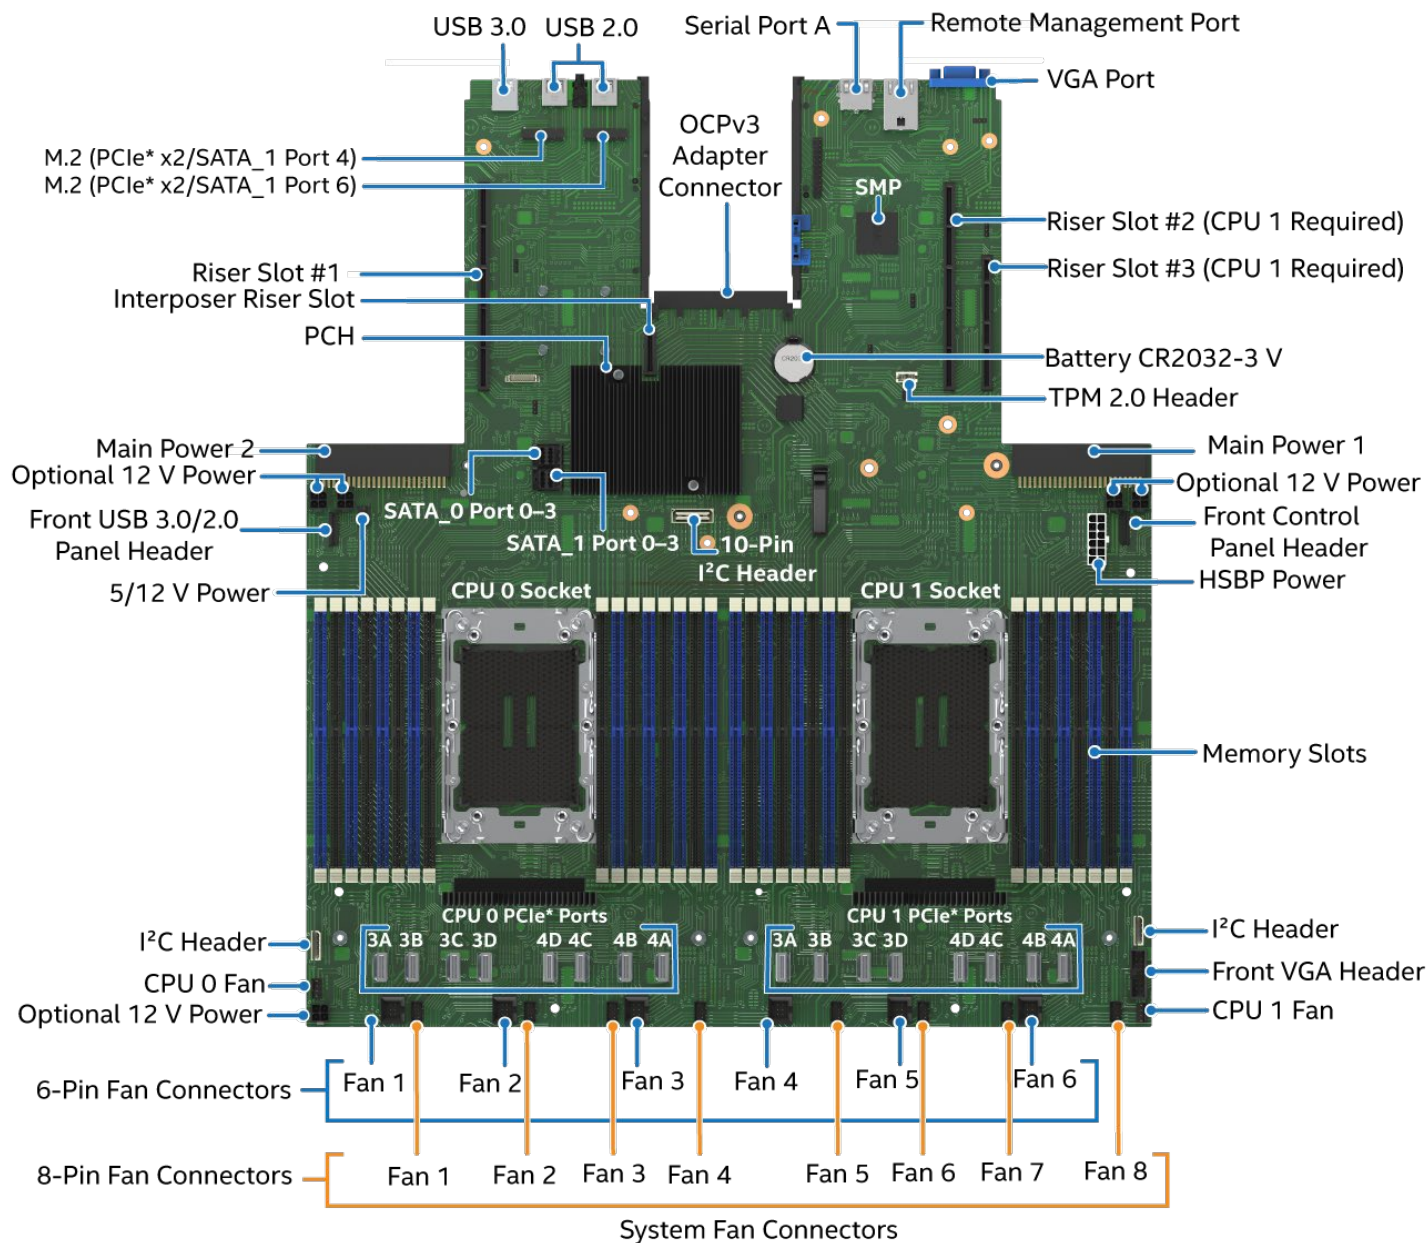 USB 3.0
USB 2.0
Serial Port A
Remote Management Port
VGA Port
M.2 (PCIe* x2/SATA_1 Port 4)
M.2 (PCIe* x2/SATA_1 Port 6)
OCPv3
Adapter
Connector
SMP
Riser Slot #2 (CPU 1 Required)
Riser Slot #3 (CPU 1 Required)
Riser Slot #1
Interposer Riser Slot
PCH
Battery CR2032-3 V
TPM 2.0 Header
Main Power 2
Optional 12 V Power
Front USB 3.0/2.0
Panel Header
5/12 V Power
SATA_0 Port 0–3
SATA_1 Port 0–3
10-Pin
I²C Header
Main Power 1
Optional 12 V Power
Front Control
Panel Header
HSBP Power
CPU 0 Socket
CPU 1 Socket
Memory Slots
CPU 0 PCIe* Ports
3A 3B 3C 3D 4D 4C 4B 4A
CPU 1 PCIe* Ports
3A 3B 3C 3D 4D 4C 4B 4A
I²C Header
CPU 0 Fan
Optional 12 V Power
I²C Header
Front VGA Header
CPU 1 Fan
6-Pin Fan Connectors
Fan 1
Fan 2
Fan 3
Fan 4
Fan 5
Fan 6
8-Pin Fan Connectors
Fan 1
Fan 2
Fan 3
Fan 4
Fan 5
Fan 6
Fan 7
Fan 8
System Fan Connectors